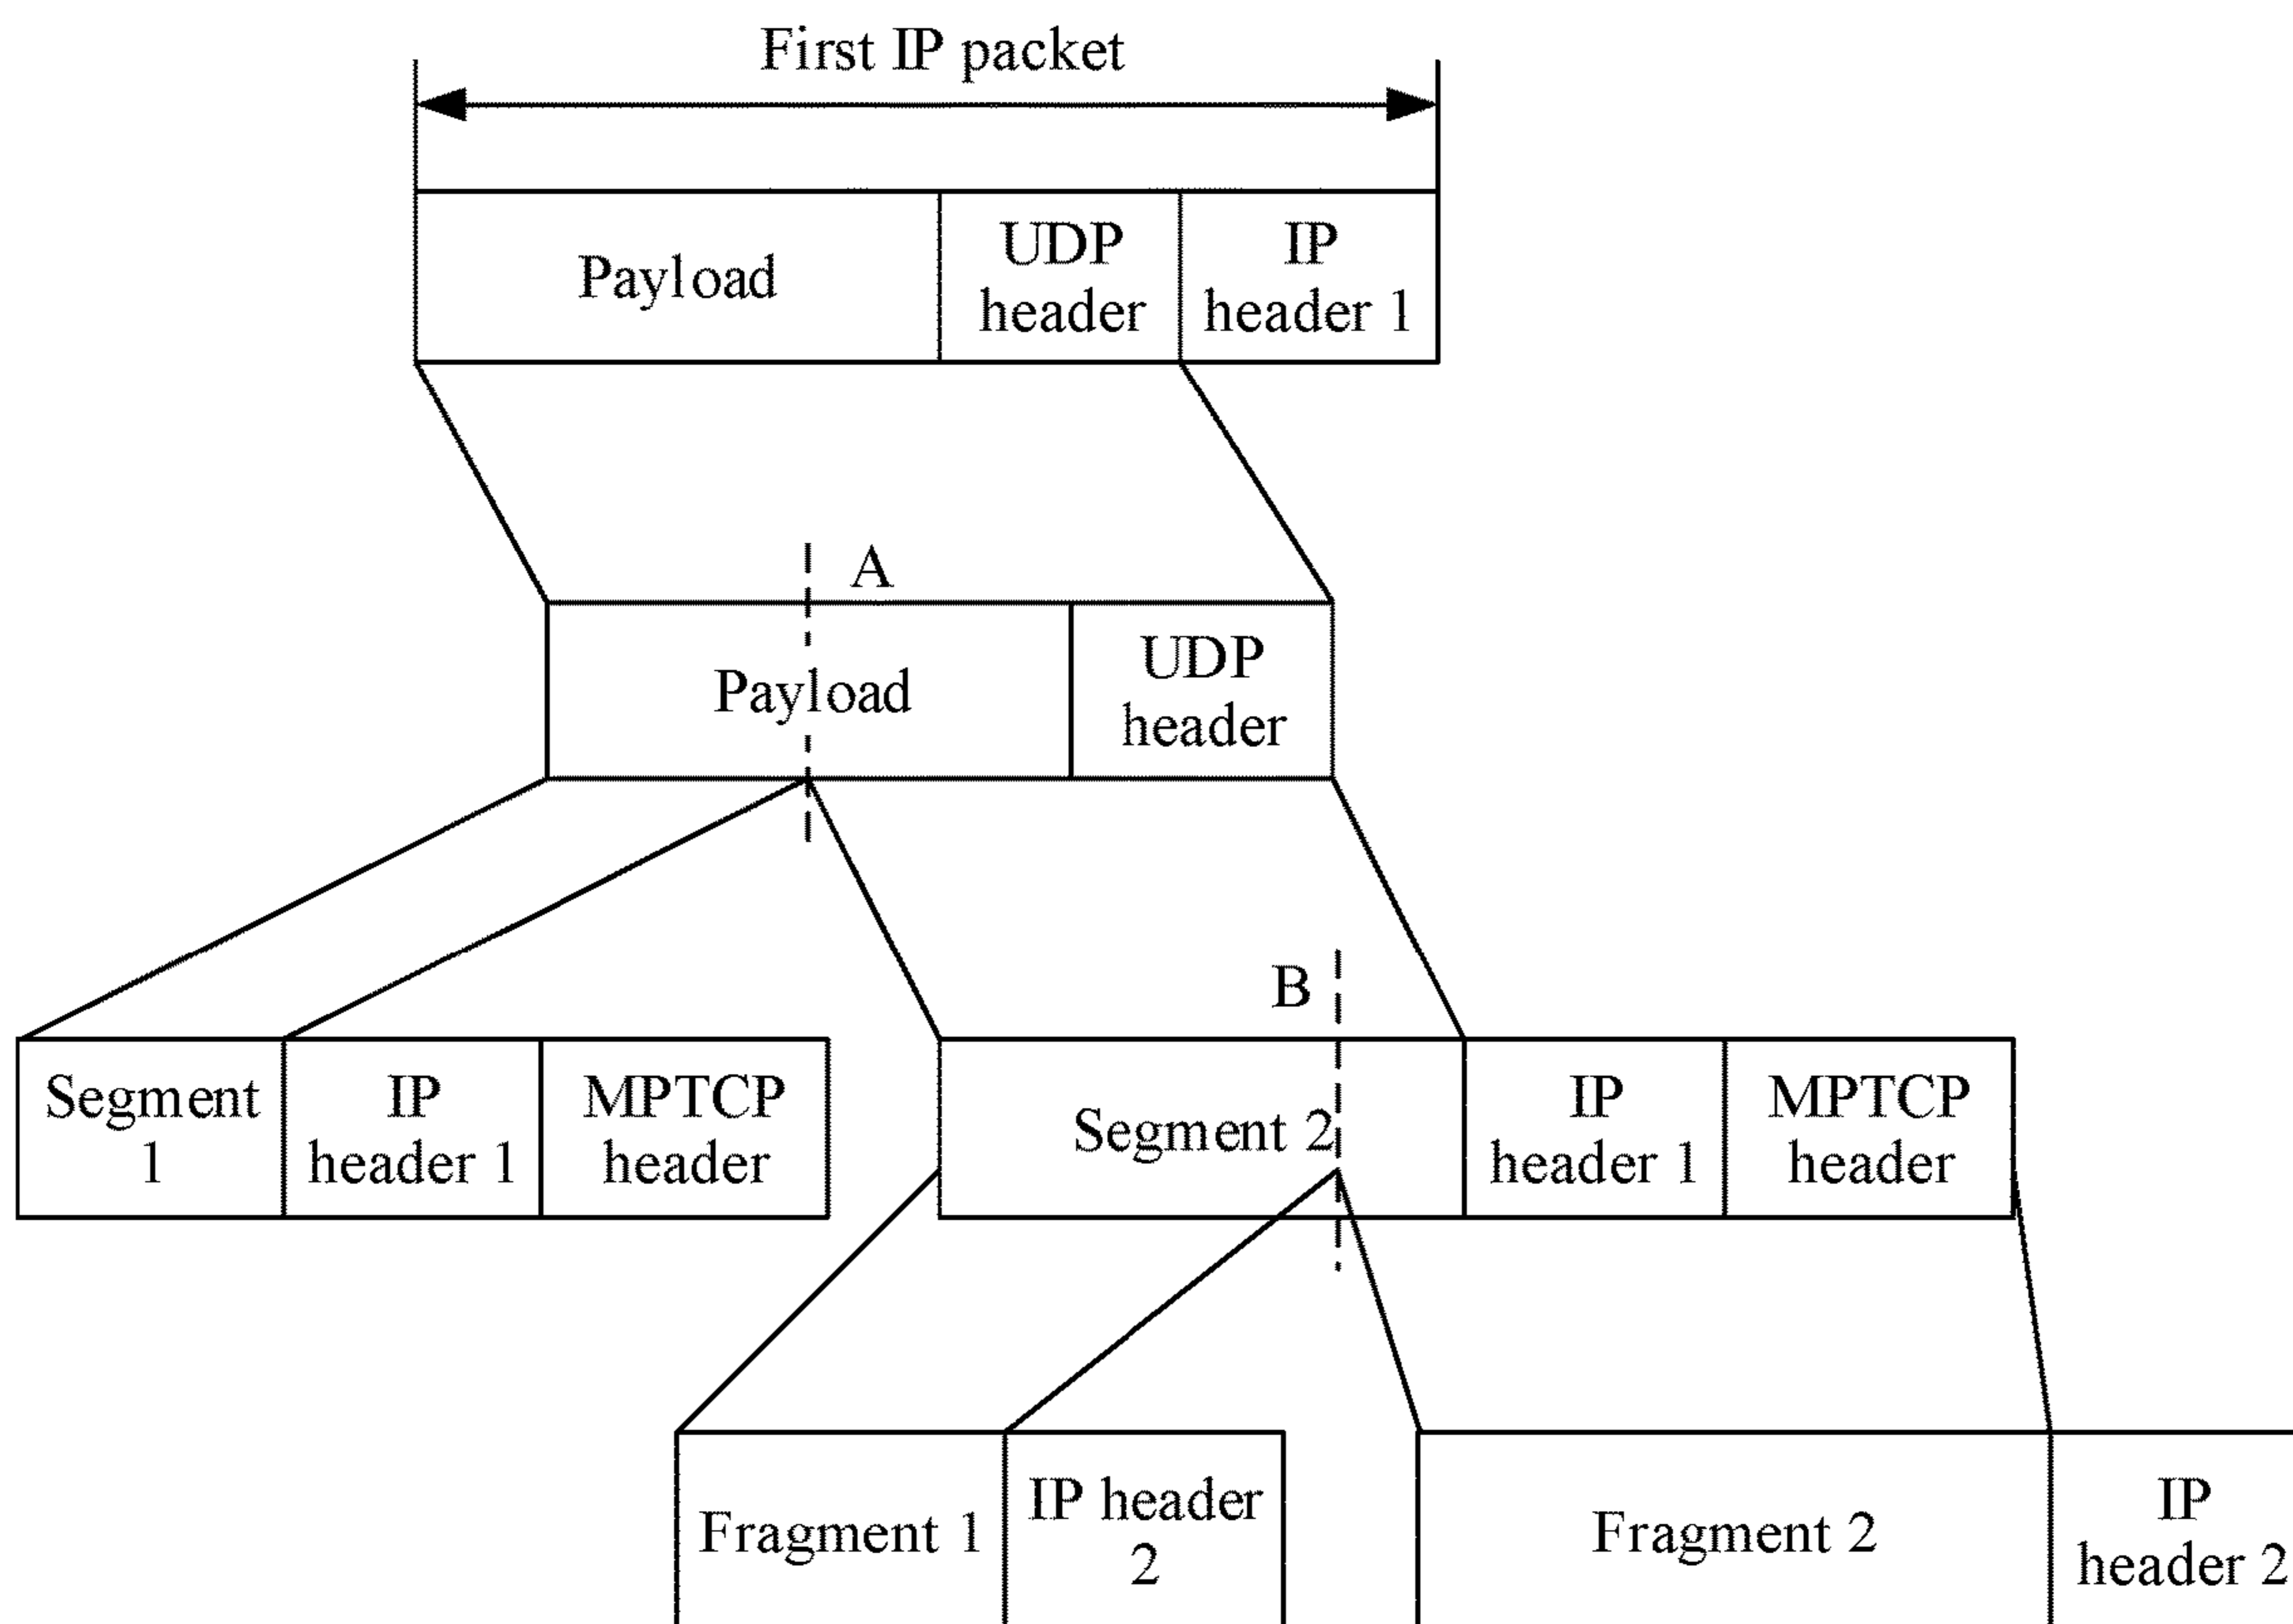 First IP packet
Payload
UDP
header
IP
header 1
A
Payload
UDP
header
B
Segment
1
IP
header 1
MPTCP
header
Segment 2
IP
header 1
MPTCP
header
Fragment 1
IP header
2
Fragment 2
IP
header 2